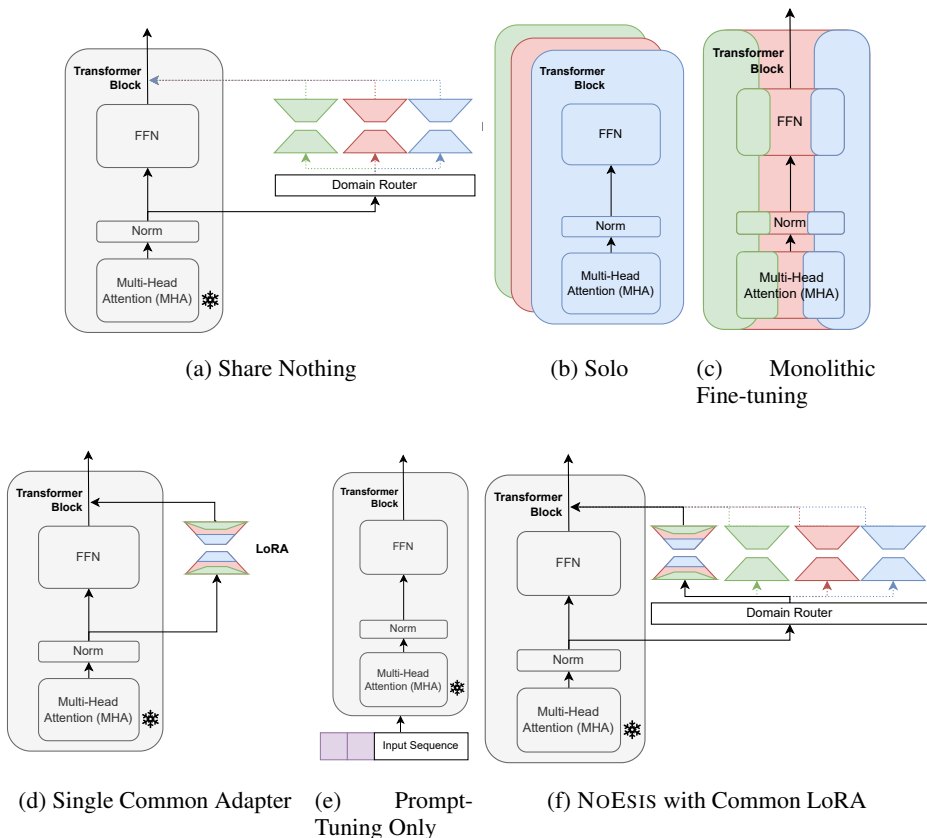 Transformer
Block
FFN
Norm
Multi-Head
Attention (MHA)
Domain Router
(a) Share Nothing
Transformer
Block
FFN
Norm
Multi-Head
Attention (MHA)
(b) Solo
Transformer
Block
FFN
Norm
Multi-Head
Attention (MHA)
(c) Monolithic
Fine-tuning
Transformer
Block
FFN
LoRA
Norm
Multi-Head
Attention (MHA)
(d) Single Common Adapter
Transformer
Block
FFN
Norm
Multi-Head
Attention (MHA)
Input Sequence
(e) Prompt-
Tuning Only
Transformer
Block
FFN
Domain Router
Norm
Multi-Head
Attention (MHA)
(f) NOESIS with Common LoRA